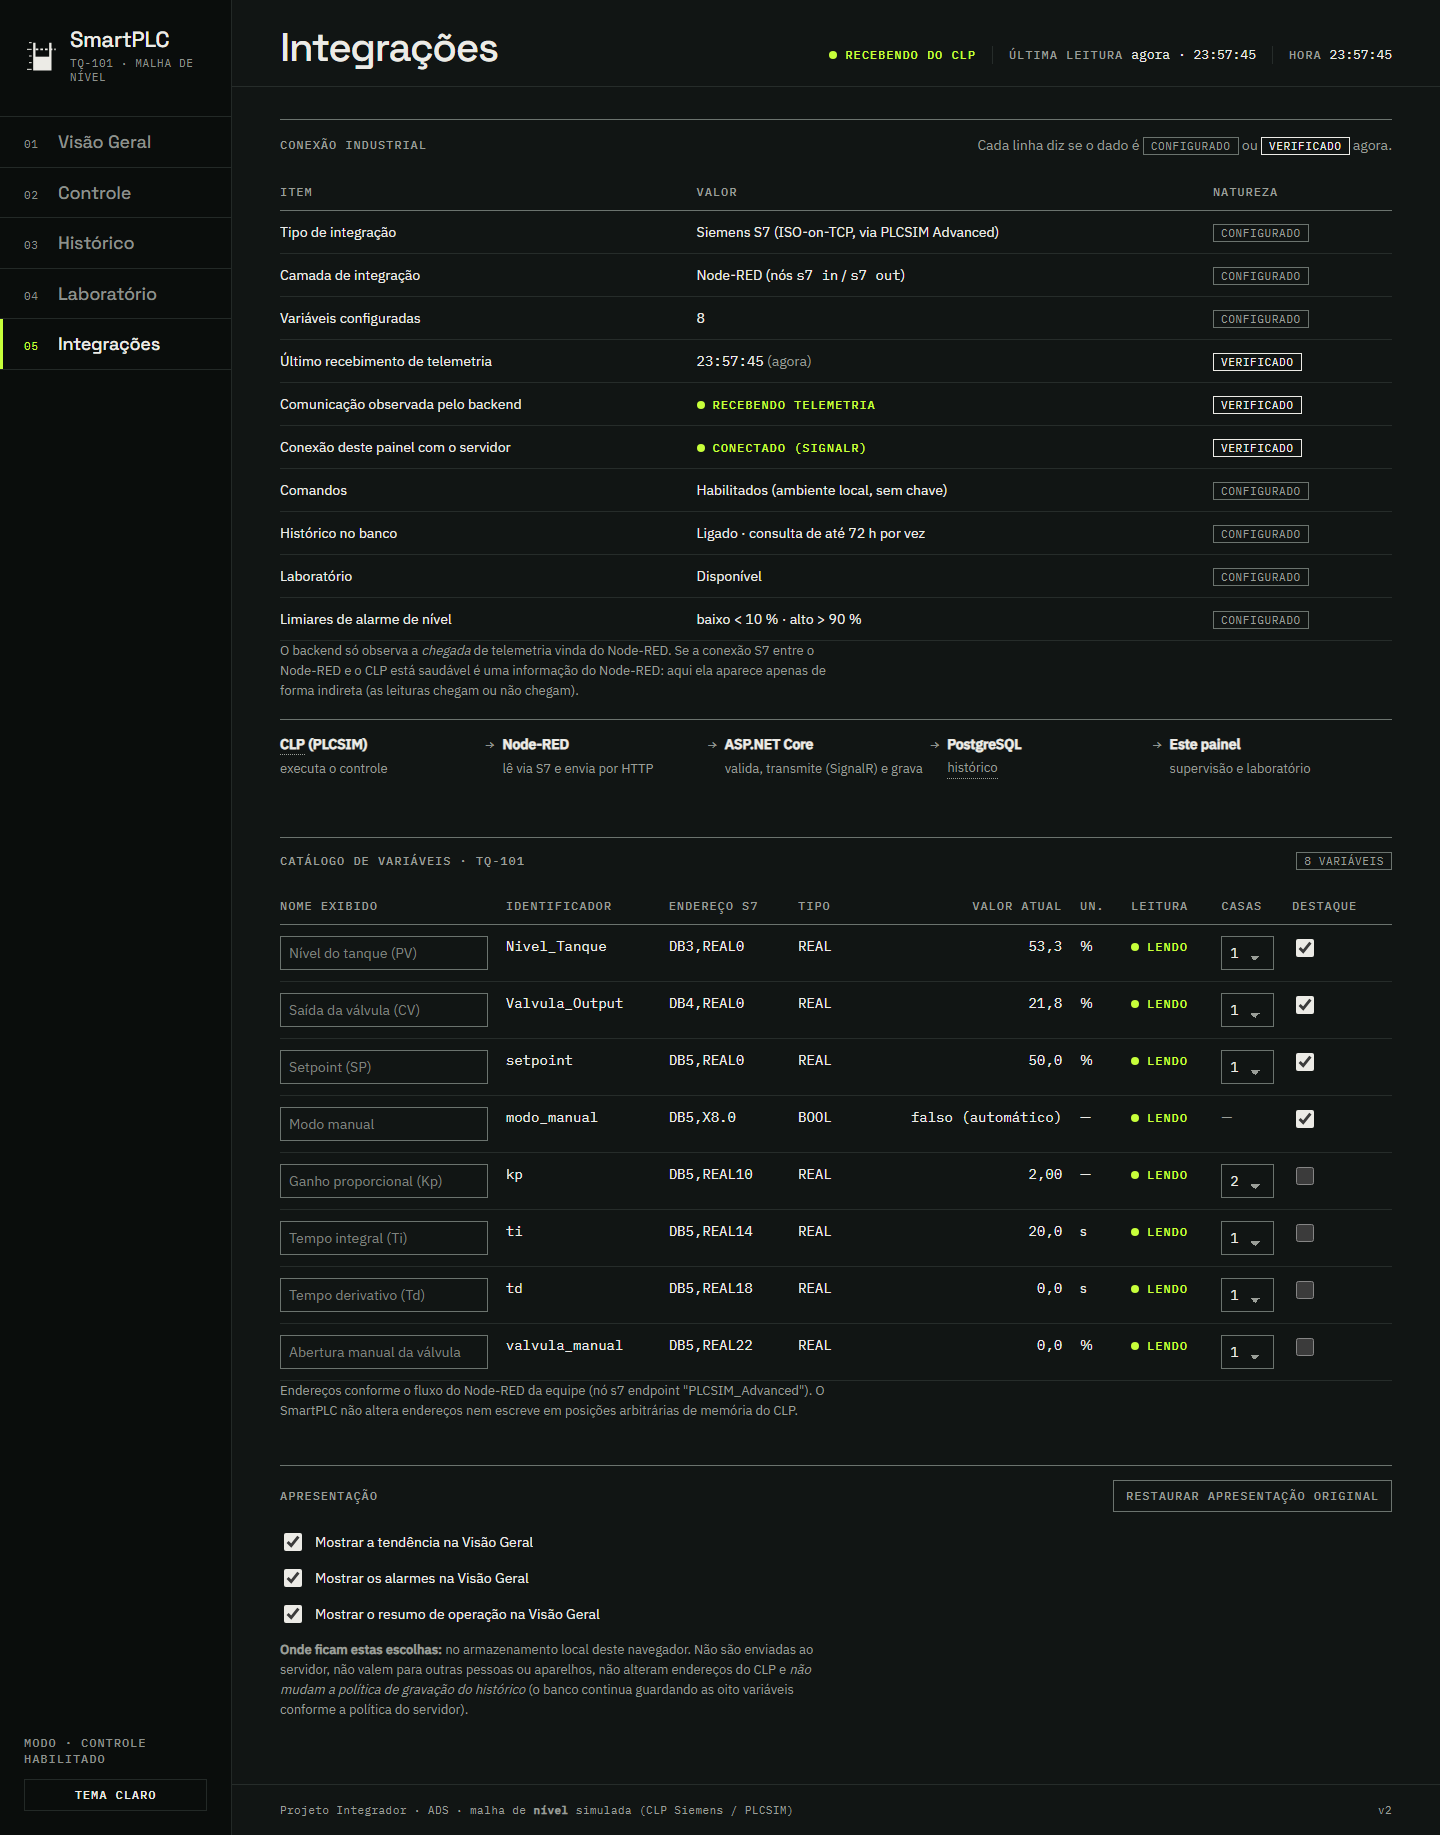 SmartPLC
TQ-101 · MALHA DE
NÍVEL
01 Visão Geral
02 Controle
03 Histórico
04 Laboratório
05 Integrações
MODO · CONTROLE
HABILITADO
TEMA CLARO
Integrações
RECEBENDO DO CLP ÚLTIMA LEITURA agora · 23:57:45 HORA 23:57:45
CONEXÃO INDUSTRIAL Cada linha diz se o dado é CONFIGURADO ou VERIFICADO agora.
ITEM VALOR NATUREZA
Tipo de integração Siemens S7 (ISO-on-TCP, via PLCSIM Advanced) CONFIGURADO
Camada de integração Node-RED (nós s7 in / s7 out) CONFIGURADO
Variáveis configuradas 8 CONFIGURADO
Último recebimento de telemetria 23:57:45 (agora) VERIFICADO
Comunicação observada pelo backend RECEBENDO TELEMETRIA VERIFICADO
Conexão deste painel com o servidor CONECTADO (SIGNALR) VERIFICADO
Comandos Habilitados (ambiente local, sem chave) CONFIGURADO
Histórico no banco Ligado · consulta de até 72 h por vez CONFIGURADO
Laboratório Disponível CONFIGURADO
Limiares de alarme de nível baixo < 10 % · alto > 90 % CONFIGURADO
O backend só observa a chegada de telemetria vinda do Node-RED. Se a conexão S7 entre o
Node-RED e o CLP está saudável é uma informação do Node-RED: aqui ela aparece apenas de
forma indireta (as leituras chegam ou não chegam).
CLP (PLCSIM) → Node-RED → ASP.NET Core → PostgreSQL → Este painel
executa o controle lê via S7 e envia por HTTP valida, transmite (SignalR) e grava histórico supervisão e laboratório
CATÁLOGO DE VARIÁVEIS · TQ-101 8 VARIÁVEIS
NOME EXIBIDO IDENTIFICADOR ENDEREÇO S7 TIPO VALOR ATUAL UN. LEITURA CASAS DESTAQUE
Nível do tanque (PV) Nivel_Tanque DB3,REAL0 REAL 53,3 % LENDO 1
Saída da válvula (CV) Valvula_Output DB4,REAL0 REAL 21,8 % LENDO 1
Setpoint (SP) setpoint DB5,REAL0 REAL 50,0 % LENDO 1
Modo manual modo_manual DB5,X8.0 BOOL falso (automático) — LENDO —
Ganho proporcional (Kp) kp DB5,REAL10 REAL 2,00 — LENDO 2
Tempo integral (Ti) ti DB5,REAL14 REAL 20,0 s LENDO 1
Tempo derivativo (Td) td DB5,REAL18 REAL 0,0 s LENDO 1
Abertura manual da válvula valvula_manual DB5,REAL22 REAL 0,0 % LENDO 1
Endereços conforme o fluxo do Node-RED da equipe (nó s7 endpoint "PLCSIM_Advanced"). O
SmartPLC não altera endereços nem escreve em posições arbitrárias de memória do CLP.
APRESENTAÇÃO RESTAURAR APRESENTAÇÃO ORIGINAL
Mostrar a tendência na Visão Geral
Mostrar os alarmes na Visão Geral
Mostrar o resumo de operação na Visão Geral
Onde ficam estas escolhas: no armazenamento local deste navegador. Não são enviadas ao
servidor, não valem para outras pessoas ou aparelhos, não alteram endereços do CLP e não
mudam a política de gravação do histórico (o banco continua guardando as oito variáveis
conforme a política do servidor).
Projeto Integrador · ADS · malha de nível simulada (CLP Siemens / PLCSIM) v2